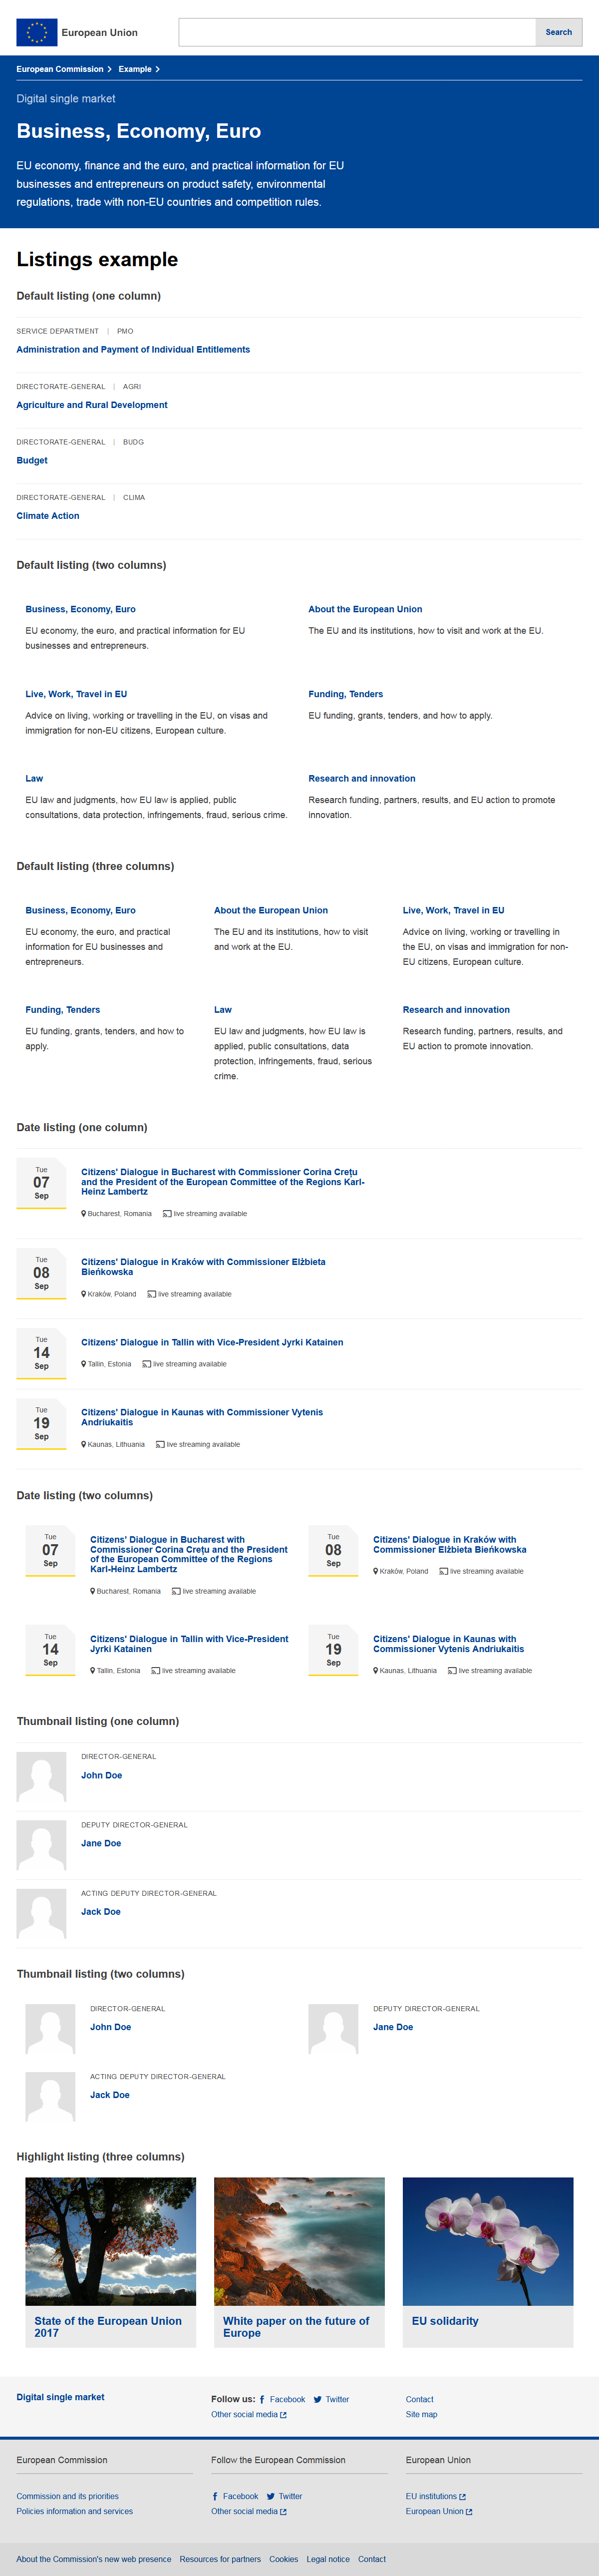 European Union
Search
European Commission
Example
Digital single market
Business, Economy, Euro
EU economy, finance and the euro, and practical information for EU
businesses and entrepreneurs on product safety, environmental
regulations, trade with non-EU countries and competition rules.
Listings example
Default listing (one column)
SERVICE DEPARTMENT | PMO
Administration and Payment of Individual Entitlements
DIRECTORATE-GENERAL | AGRI
Agriculture and Rural Development
DIRECTORATE-GENERAL | BUDG
Budget
DIRECTORATE-GENERAL | CLIMA
Climate Action
Default listing (two columns)
Business, Economy, Euro
EU economy, the euro, and practical information for EU
businesses and entrepreneurs.
About the European Union
The EU and its institutions, how to visit and work at the EU.
Live, Work, Travel in EU
Advice on living, working or travelling in the EU, on visas and
immigration for non-EU citizens, European culture.
Funding, Tenders
EU funding, grants, tenders, and how to apply.
Law
EU law and judgments, how EU law is applied, public
consultations, data protection, infringements, fraud, serious crime.
Research and innovation
Research funding, partners, results, and EU action to promote
innovation.
Default listing (three columns)
Business, Economy, Euro
EU economy, the euro, and practical
information for EU businesses and
entrepreneurs.
About the European Union
The EU and its institutions, how to visit
and work at the EU.
Live, Work, Travel in EU
Advice on living, working or travelling in
the EU, on visas and immigration for non-
EU citizens, European culture.
Funding, Tenders
EU funding, grants, tenders, and how to
apply.
Law
EU law and judgments, how EU law is
applied, public consultations, data
protection, infringements, fraud, serious
crime.
Research and innovation
Research funding, partners, results, and
EU action to promote innovation.
Date listing (one column)
Tue
07
Sep
Citizens' Dialogue in Bucharest with Commissioner Corina Crețu
and the President of the European Committee of the Regions Karl-
Heinz Lambertz
Bucharest, Romania live streaming available
Tue
08
Sep
Citizens' Dialogue in Kraków with Commissioner Elżbieta
Bieńkowska
Kraków, Poland live streaming available
Tue
14
Sep
Citizens' Dialogue in Tallin with Vice-President Jyrki Katainen
Tallin, Estonia live streaming available
Tue
19
Sep
Citizens' Dialogue in Kaunas with Commissioner Vytenis
Andriukaitis
Kaunas, Lithuania live streaming available
Date listing (two columns)
Tue
07
Sep
Citizens' Dialogue in Bucharest with
Commissioner Corina Crețu and the President
of the European Committee of the Regions
Karl-Heinz Lambertz
Bucharest, Romania live streaming available
Tue
08
Sep
Citizens' Dialogue in Kraków with
Commissioner Elżbieta Bieńkowska
Kraków, Poland live streaming available
Tue
14
Sep
Citizens' Dialogue in Tallin with Vice-President
Jyrki Katainen
Tallin, Estonia live streaming available
Tue
19
Sep
Citizens' Dialogue in Kaunas with
Commissioner Vytenis Andriukaitis
Kaunas, Lithuania live streaming available
Thumbnail listing (one column)
DIRECTOR-GENERAL
John Doe
DEPUTY DIRECTOR-GENERAL
Jane Doe
ACTING DEPUTY DIRECTOR-GENERAL
Jack Doe
Thumbnail listing (two columns)
DIRECTOR-GENERAL
John Doe
DEPUTY DIRECTOR-GENERAL
Jane Doe
ACTING DEPUTY DIRECTOR-GENERAL
Jack Doe
Highlight listing (three columns)
State of the European Union
2017
White paper on the future of
Europe
EU solidarity
Digital single market
Follow us: Facebook Twitter
Other social media
Contact
Site map
European Commission
Commission and its priorities
Policies information and services
Follow the European Commission
Facebook Twitter
Other social media
European Union
EU institutions
European Union
About the Commission's new web presence Resources for partners Cookies Legal notice Contact